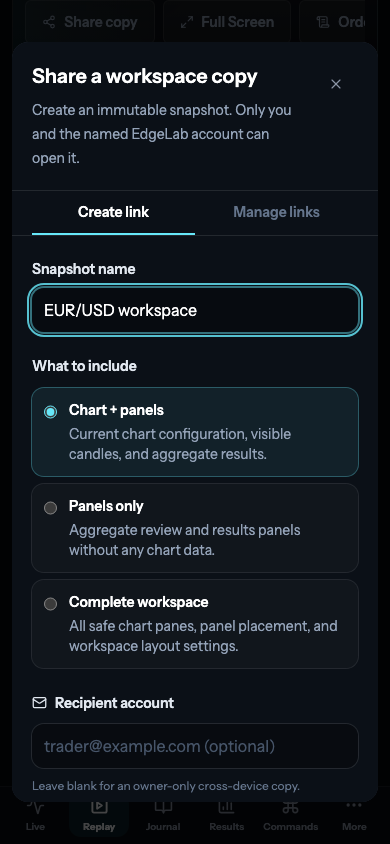 Share copy
Full Screen
Share a workspace copy
Create an immutable snapshot. Only you
and the named EdgeLab account can
open it.
Create link
Manage links
Snapshot name
EUR/USD workspace
What to include
Chart + panels
Current chart configuration, visible
candles, and aggregate results.
Panels only
Aggregate review and results panels
without any chart data.
Complete workspace
All safe chart panes, panel placement, and
workspace layout settings.
Recipient account
trader@example.com (optional)
Leave blank for an owner-only cross-device copy.
Live
Replay
Journal
Results
Commands
More